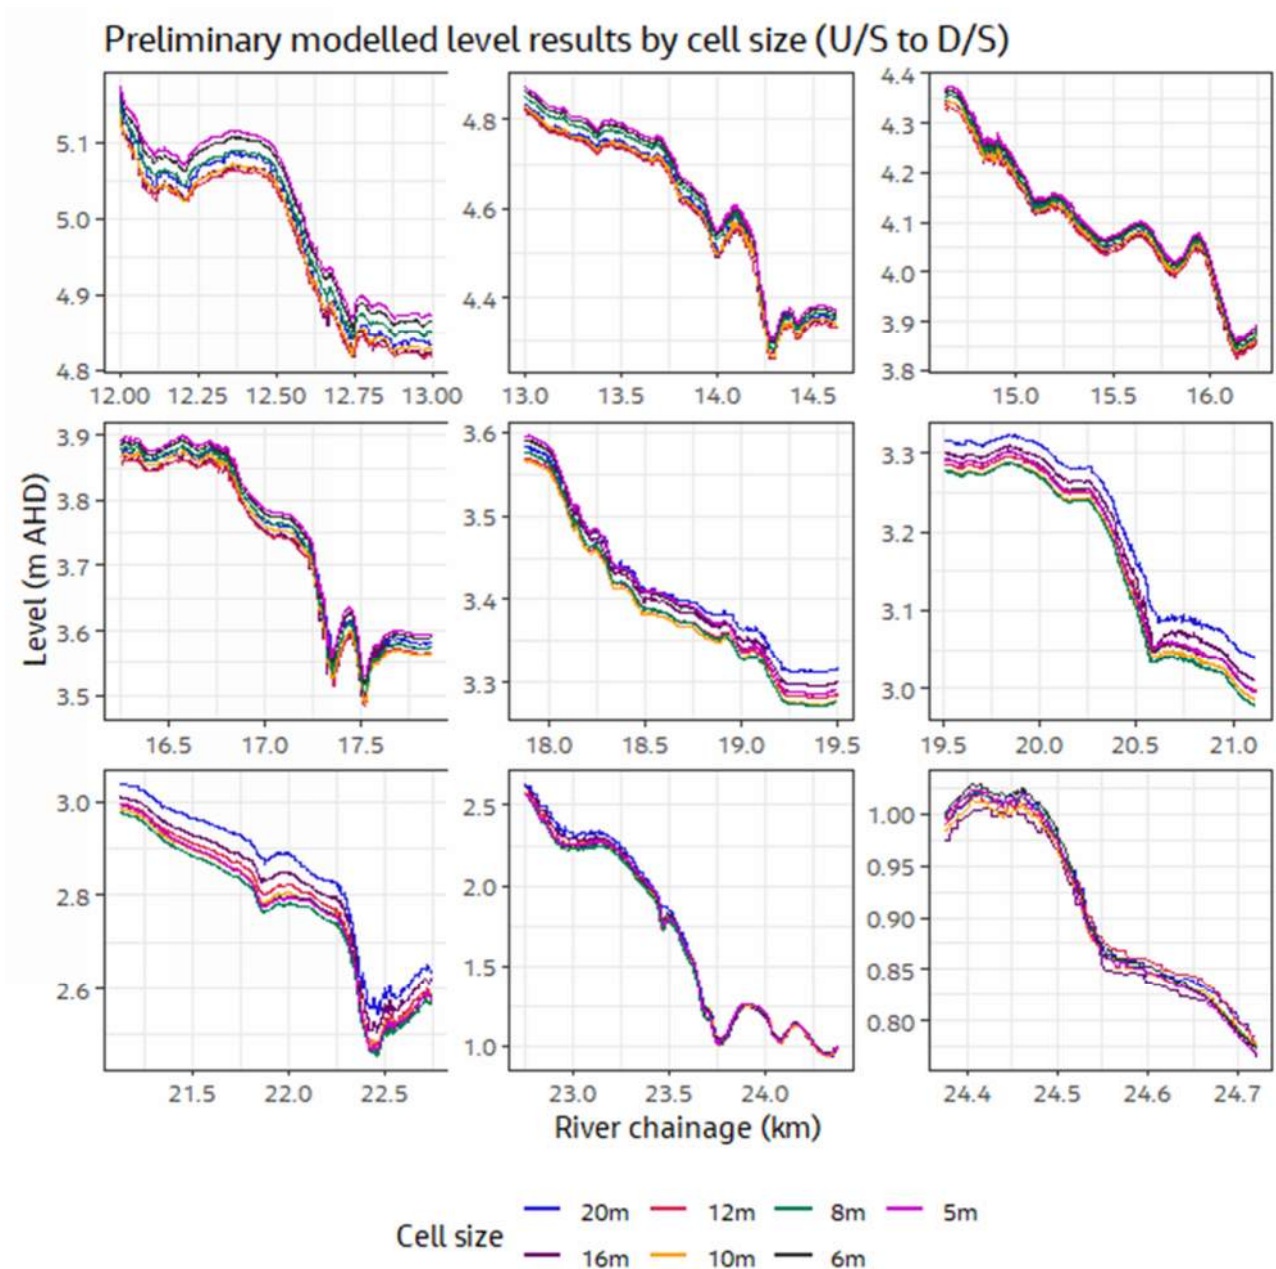 Preliminary modelled level results by cell size (U/S to D/S)
5.1
5.0
4.9
4.8
12.00 12.25 12.50 12.75 13.00
4.8
4.6
4.4
13.0 13.5 14.0 14.5
4.4
4.3
4.2
4.1
4.0
3.9
3.8
15.0 15.5 16.0
Level (m AHD)
3.9
3.8
3.7
3.6
3.5
16.5 17.0 17.5
3.6
3.5
3.4
3.3
18.0 18.5 19.0 19.5
3.3
3.2
3.1
3.0
19.5 20.0 20.5 21.0
3.0
2.8
2.6
21.5 22.0 22.5
2.5
2.0
1.5
1.0
23.0 23.5 24.0
1.00
0.95
0.90
0.85
0.80
24.4 24.5 24.6 24.7
River chainage (km)
Cell size
20m 12m 8m 5m
16m 10m 6m